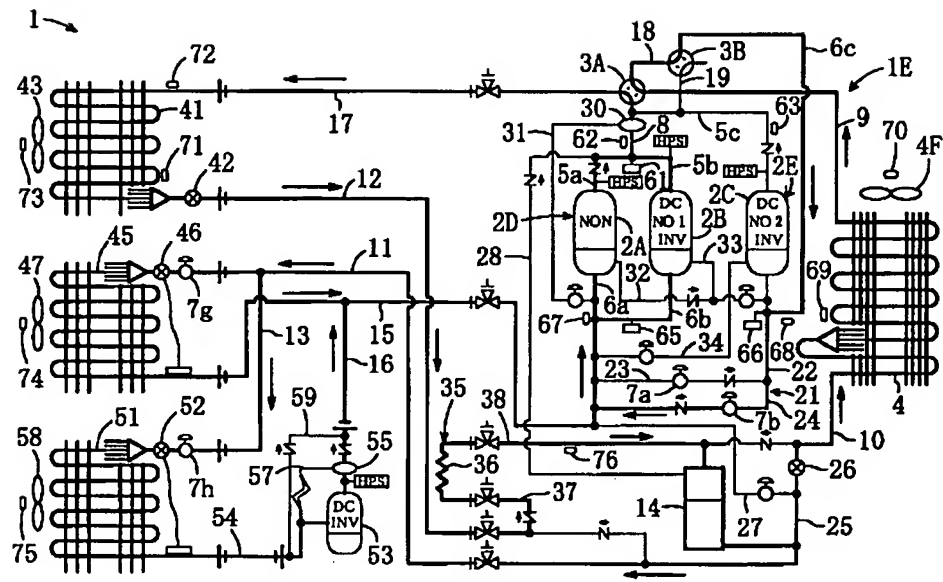 1
72
18
3B
6c
3A
1E
43
41
17
30
19
63
9
70
4F
31
62
8
HPS
5c
71
42
5b
73
12
5a
HPS
61
HPS
2E
2C
2D
NON
DC NO 1 INV
DC NO 2 INV
2A
2B
45
46
11
28
33
69
47
32
7g
6a
13
15
67
65
6b
34
66
68
74
16
22
23
21
7a
24
4
51
52
59
35
38
7b
10
58
55
36
76
26
57
HPS
7h
37
14
27
DC INV
25
75
54
53